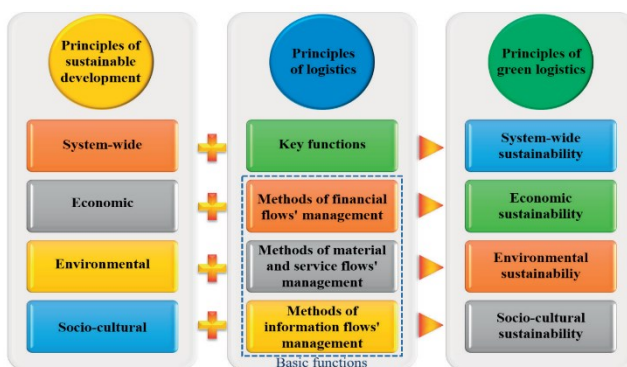 Principles of
sustainable
development
Principles
of logistics
Principles of
green logistics
System-wide
Key functions
System-wide
sustainability
Economic
Methods of financial
flows' management
Economic
sustainability
Environmental
Methods of material
and service flows'
management
Environmental
sustainabiliy
Socio-cultural
Methods of
information flows'
management
Socio-cultural
sustainability
Basic functions